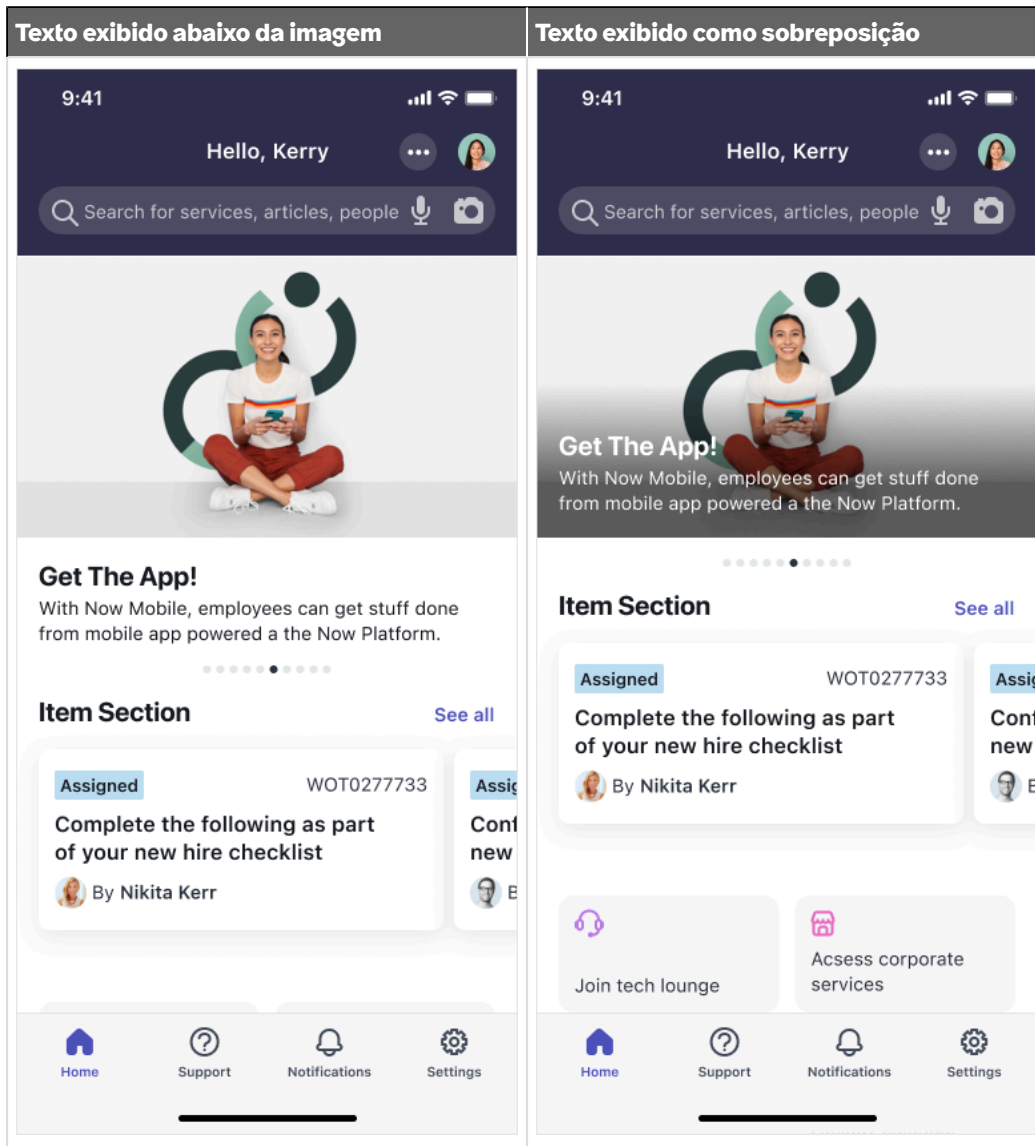 Texto exibido abaixo da imagem
9:41
Hello, Kerry
Search for services, articles, people
Get The App!
With Now Mobile, employees can get stuff done
from mobile app powered a the Now Platform.
Item Section
See all
Assigned
WOT0277733
Complete the following as part
of your new hire checklist
By Nikita Kerr
Assig
Conf
new
Home
Support
Notifications
Settings
Texto exibido como sobreposição
9:41
Hello, Kerry
Search for services, articles, people
Get The App!
With Now Mobile, employees can get stuff done
from mobile app powered a the Now Platform.
Item Section
See all
Assigned
WOT0277733
Complete the following as part
of your new hire checklist
By Nikita Kerr
Assig
Conf
new
Join tech lounge
Acsess corporate
services
Home
Support
Notifications
Settings